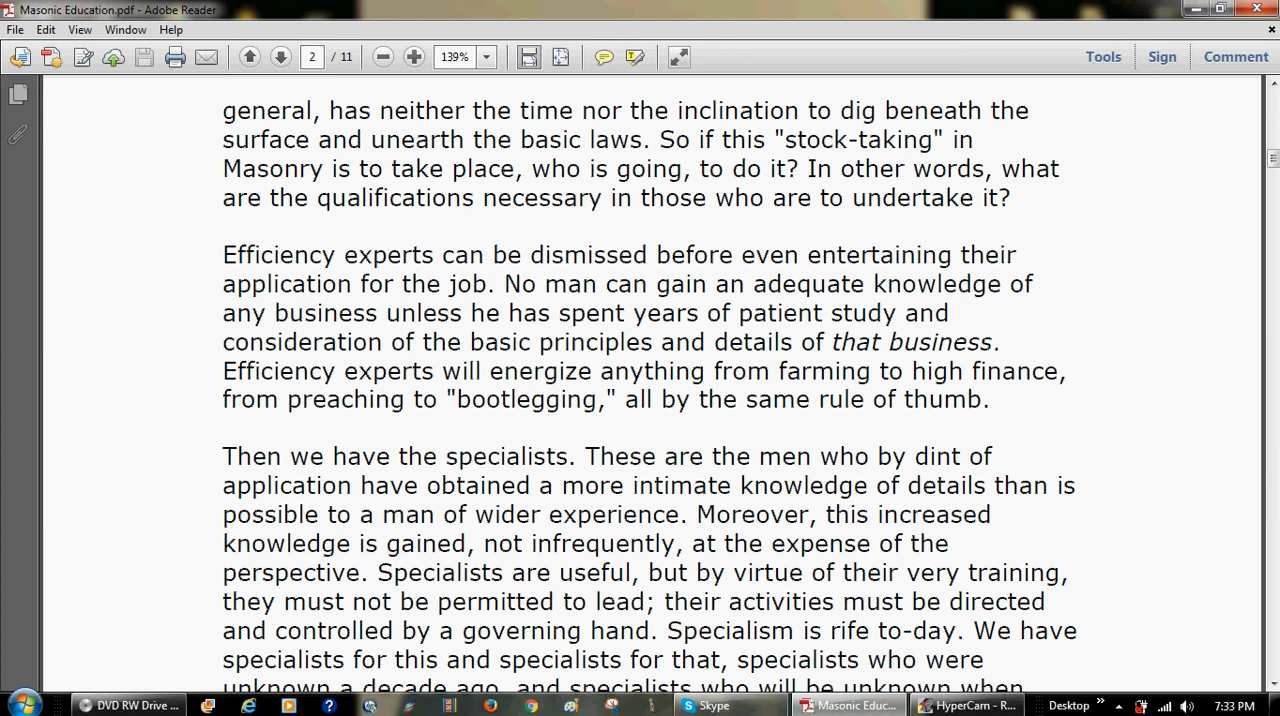 Masonic Education.pdf - Adobe Reader
File Edit View Window Help
2 / 11 139% Tools Sign Comment
general, has neither the time nor the inclination to dig beneath the
surface and unearth the basic laws. So if this "stock-taking" in
Masonry is to take place, who is going, to do it? In other words, what
are the qualifications necessary in those who are to undertake it?
Efficiency experts can be dismissed before even entertaining their
application for the job. No man can gain an adequate knowledge of
any business unless he has spent years of patient study and
consideration of the basic principles and details of that business.
Efficiency experts will energize anything from farming to high finance,
from preaching to "bootlegging," all by the same rule of thumb.
Then we have the specialists. These are the men who by dint of
application have obtained a more intimate knowledge of details than is
possible to a man of wider experience. Moreover, this increased
knowledge is gained, not infrequently, at the expense of the
perspective. Specialists are useful, but by virtue of their very training,
they must not be permitted to lead; their activities must be directed
and controlled by a governing hand. Specialism is rife to-day. We have
specialists for this and specialists for that, specialists who were
unknown a decade ago, and specialists who will be unknown when
DVD RW Drive ... Skype Masonic Educ... HyperCam - R... Desktop 7:33 PM